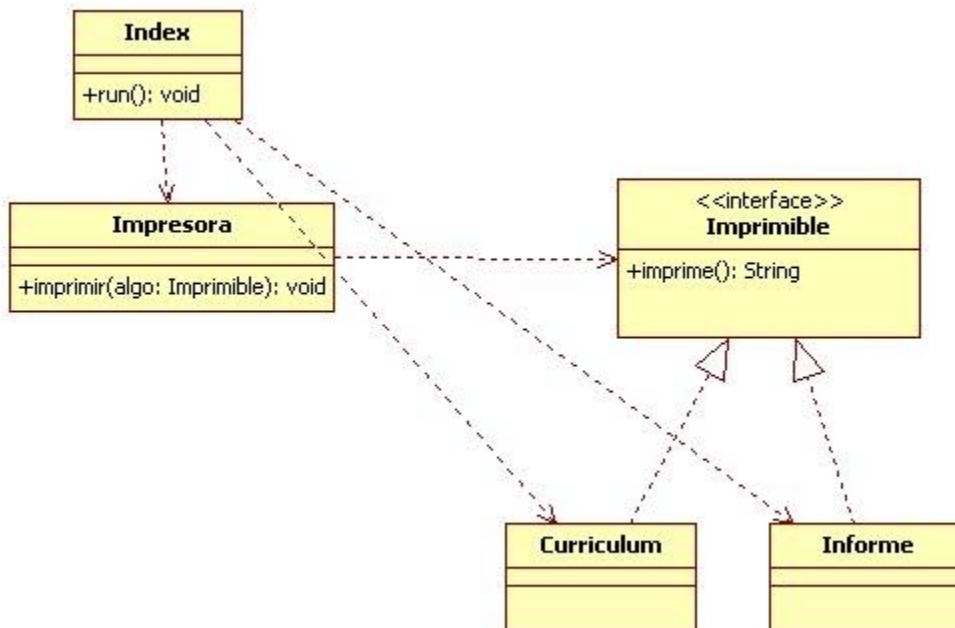 Index
+run(): void
Impresora
+imprimir(algo: Imprimible): void
<<interface>>
Imprimible
+imprime(): String
Curriculum
Informe